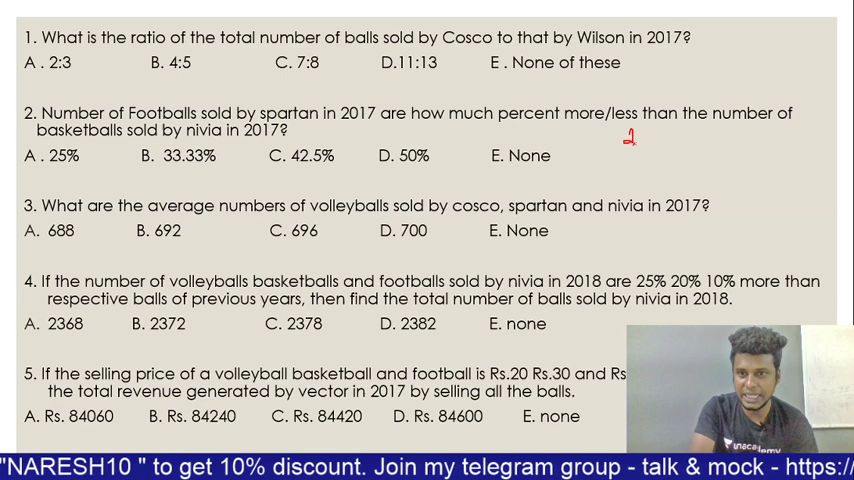 1. What is the ratio of the total number of balls sold by Cosco to that by Wilson in 2017?
A . 2:3 B. 4:5 C. 7:8 D.11:13 E . None of these
2. Number of Footballs sold by spartan in 2017 are how much percent more/less than the number of
basketballs sold by nivia in 2017?
2
A . 25% B. 33.33% C. 42.5% D. 50% E. None
3. What are the average numbers of volleyballs sold by cosco, spartan and nivia in 2017?
A. 688 B. 692 C. 696 D. 700 E. None
4. If the number of volleyballs basketballs and footballs sold by nivia in 2018 are 25% 20% 10% more than
respective balls of previous years, then find the total number of balls sold by nivia in 2018.
A. 2368 B. 2372 C. 2378 D. 2382 E. none
5. If the selling price of a volleyball basketball and football is Rs.20 Rs.30 and Rs
the total revenue generated by vector in 2017 by selling all the balls.
A. Rs. 84060 B. Rs. 84240 C. Rs. 84420 D. Rs. 84600 E. none
unacademy
"NARESH10 " to get 10% discount. Join my telegram group - talk & mock - https:/